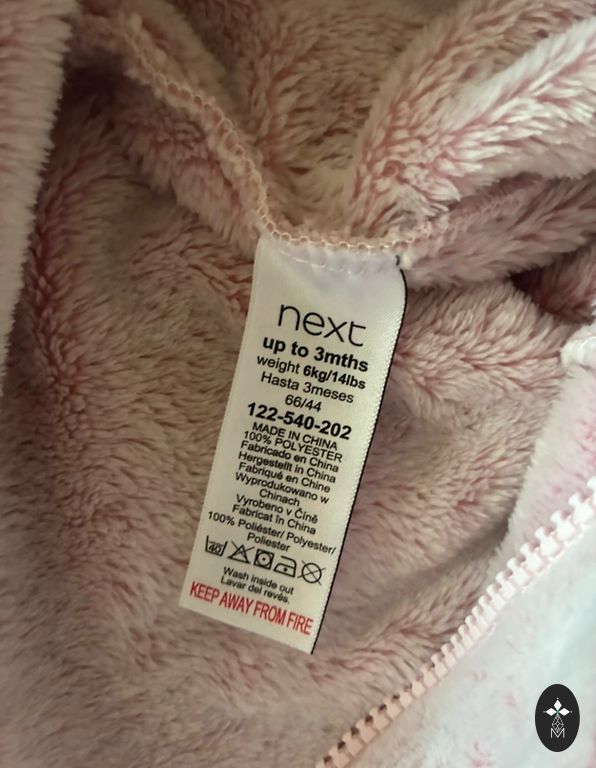 next
up to 3mths
weight 6kg/14lbs
Hasta 3meses
66/44
122-540-202
MADE IN CHINA
100% POLYESTER
Fabricado en China
Hergestellt in China
Fabriqué en Chine
Wyprodukowano w
Chinach
Vyrobeno v Číně
Fabricat în China
100% Poliéster/ Polyester/
Poliester
40
Wash inside out
Lavar del revés.
KEEP AWAY FROM FIRE
M